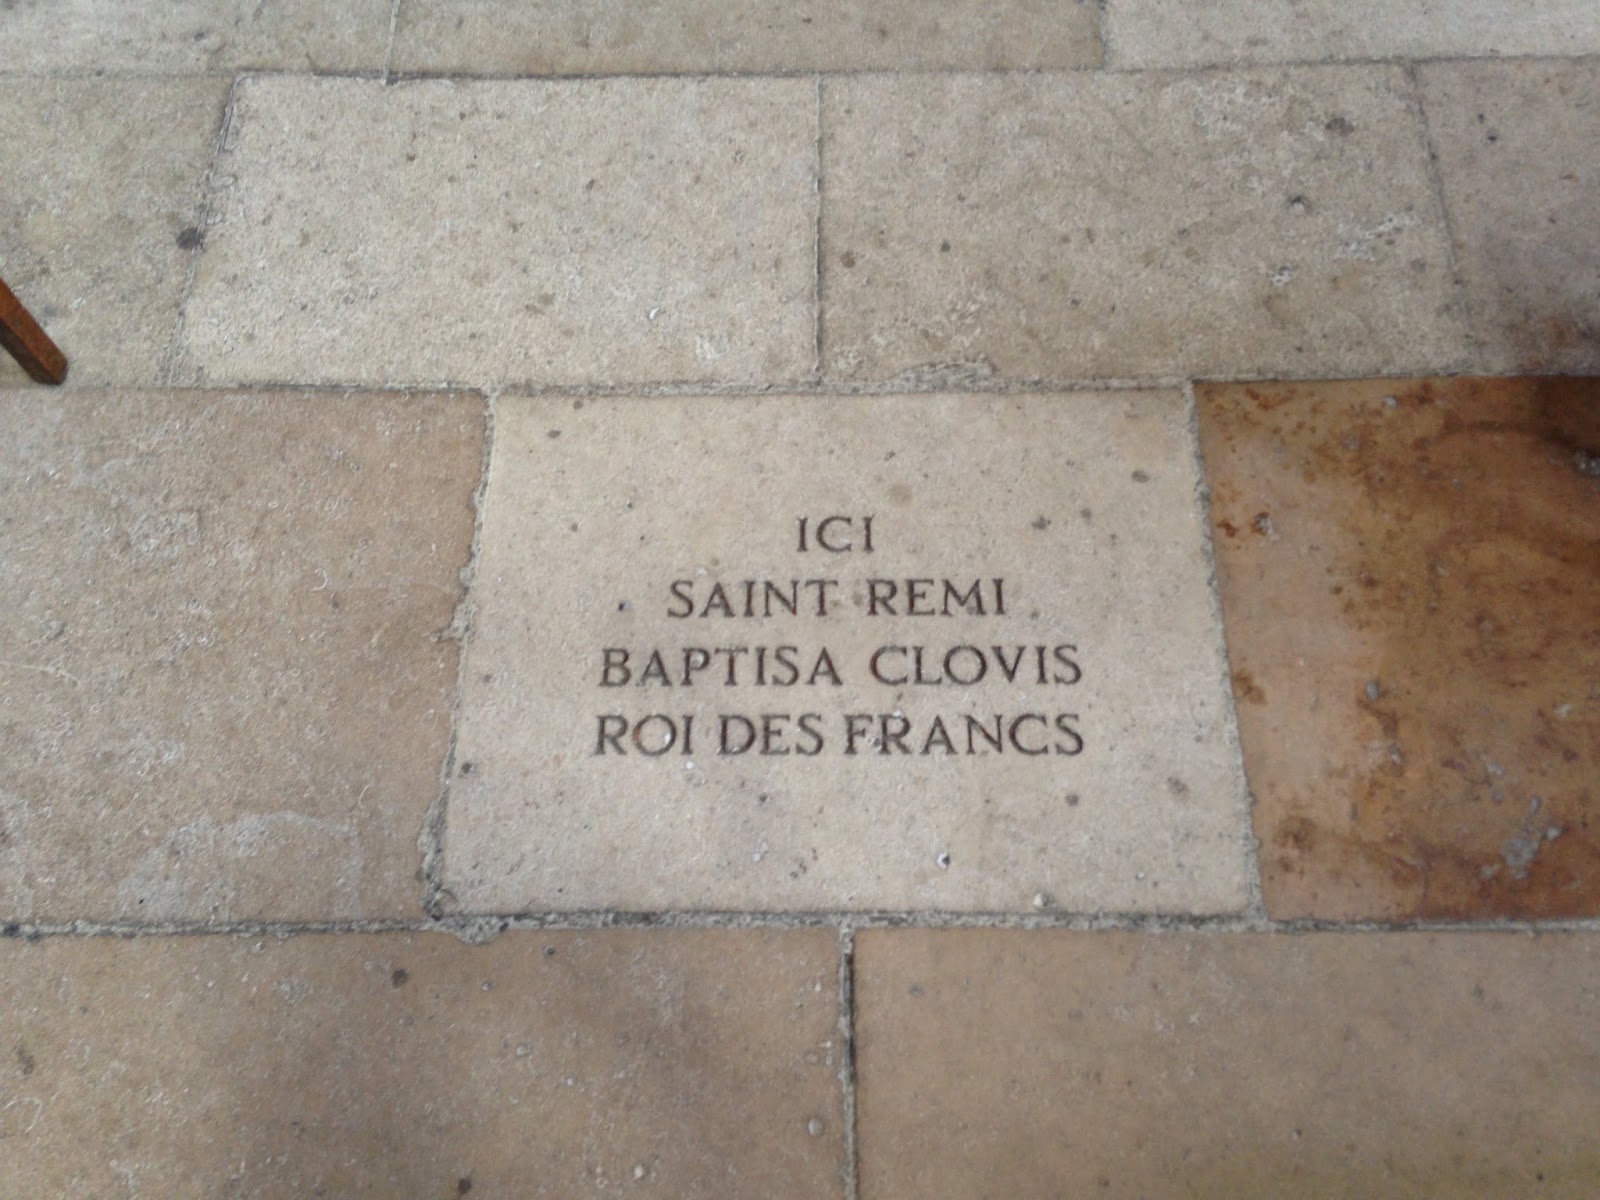 ICI
SAINT REMI
BAPTISA CLOVIS
ROI DES FRANCS